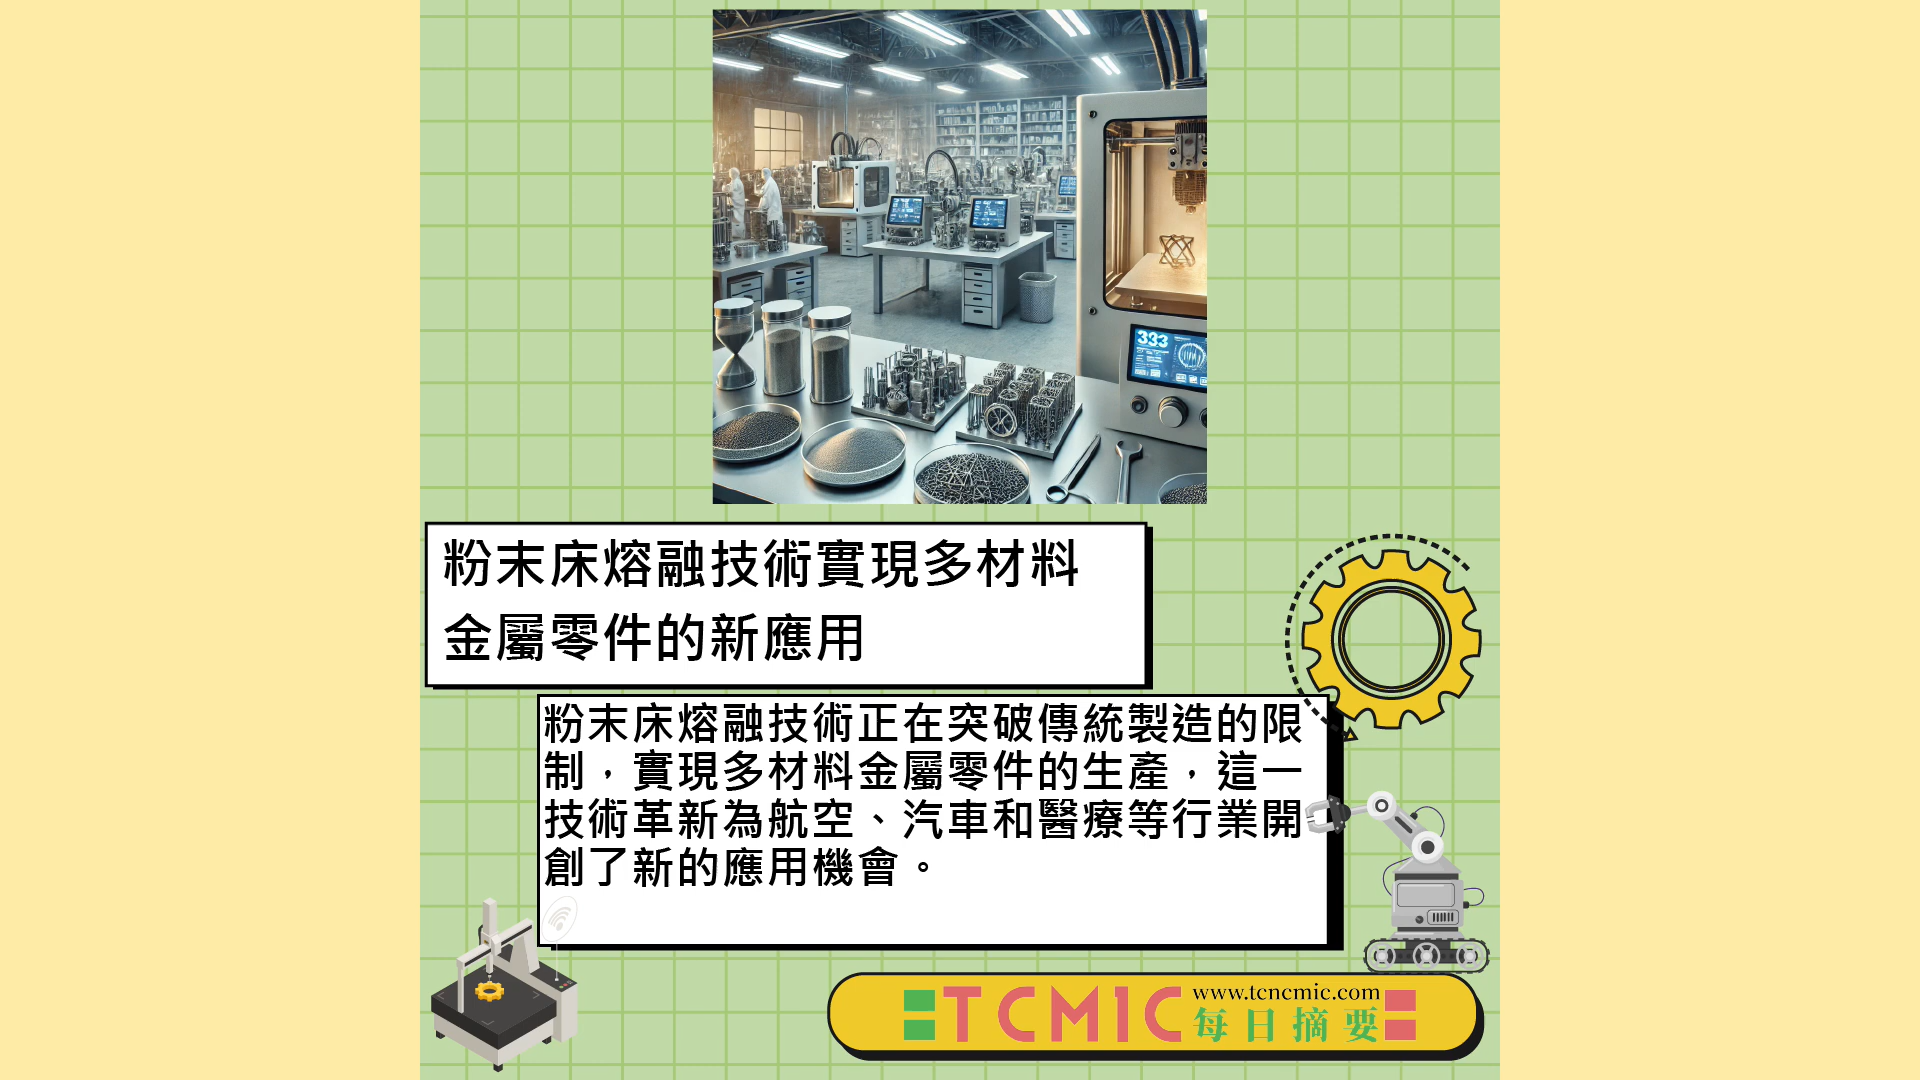 333
粉末床熔融技術實現多材料
金屬零件的新應用
粉末床熔融技術正在突破傳統製造的限
制，實現多材料金屬零件的生產，這一
技術革新為航空、汽車和醫療等行業開
創了新的應用機會。
TCMIC
www.tcncmic.com
每日摘要